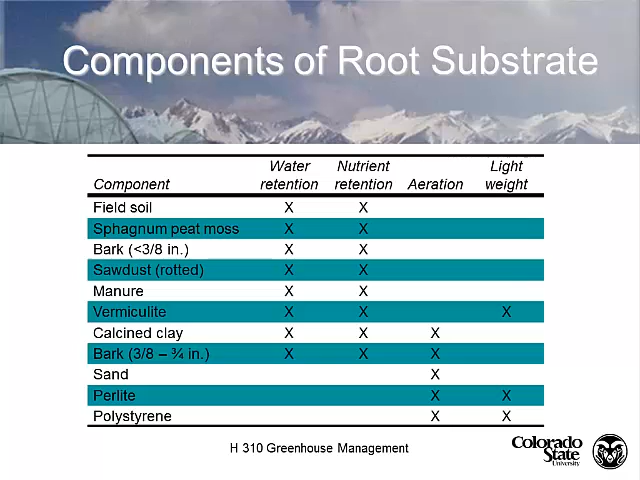 Components of Root Substrate
Component Water retention Nutrient retention Aeration Light weight
Field soil X X
Sphagnum peat moss X X
Bark (<3/8 in.) X X
Sawdust (rotted) X X
Manure X X
Vermiculite X X X
Calcined clay X X X
Bark (3/8 – ¾ in.) X X X
Sand X
Perlite X X
Polystyrene X X
H 310 Greenhouse Management
Colorado
State
University